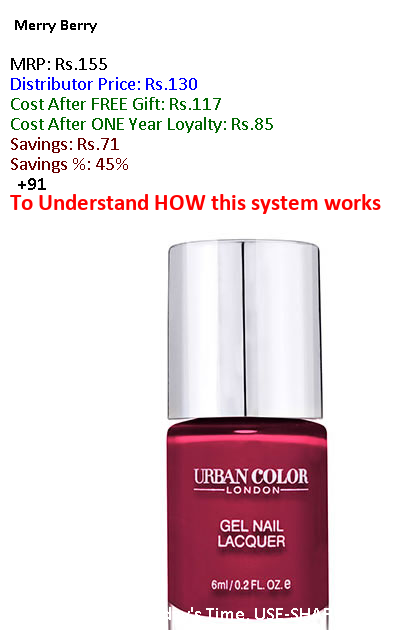 Merry Berry
MRP: Rs.155
Distributor Price: Rs.130
Cost After FREE Gift: Rs.117
Cost After ONE Year Loyalty: Rs.85
Savings: Rs.71
Savings %: 45%
+91
To Understand HOW this system works
URBAN COLOR
LONDON
GEL NAIL
LACQUER
6ml/0.2 FL. OZ.e
Time. USE-SHAR